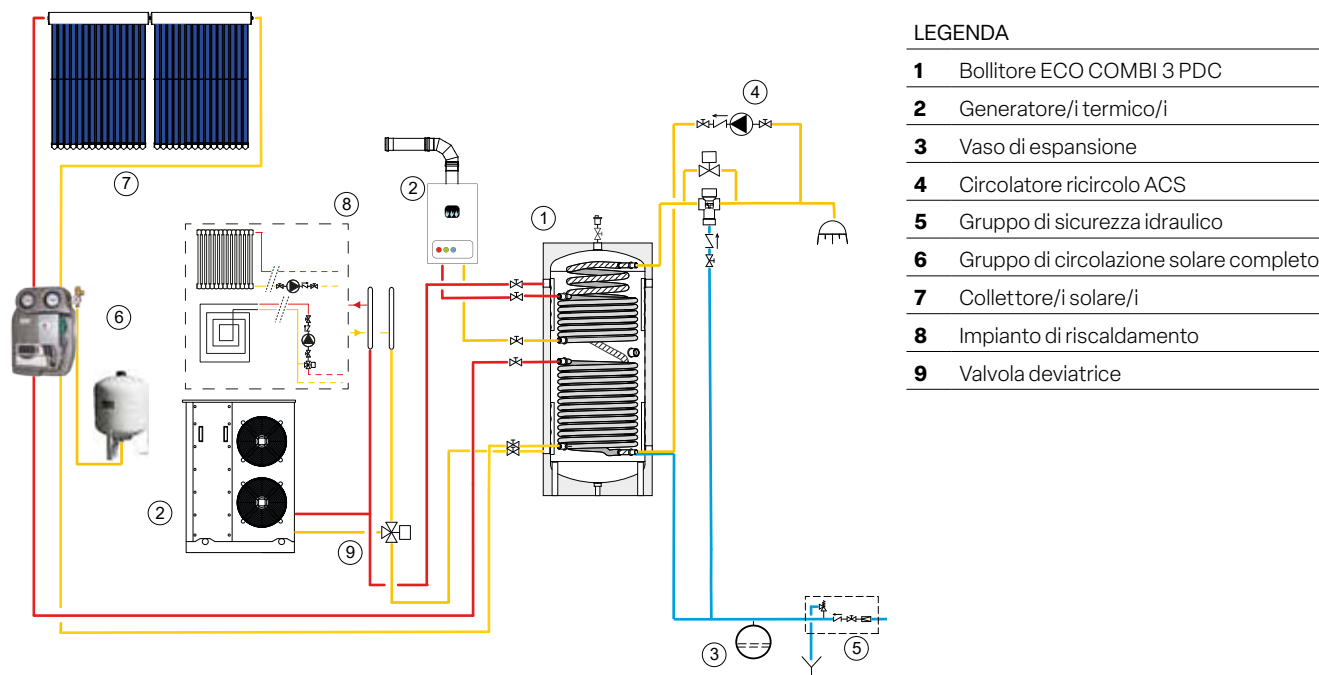 LEGENDA
1 Bollitore ECO COMBI 3 PDC
2 Generatore/i termico/i
3 Vaso di espansione
4 Circolatore ricircolo ACS
5 Gruppo di sicurezza idraulico
6 Gruppo di circolazione solare completo
7 Collettore/i solare/i
8 Impianto di riscaldamento
9 Valvola deviatrice
4
7
2
8
1
6
2
9
3
5